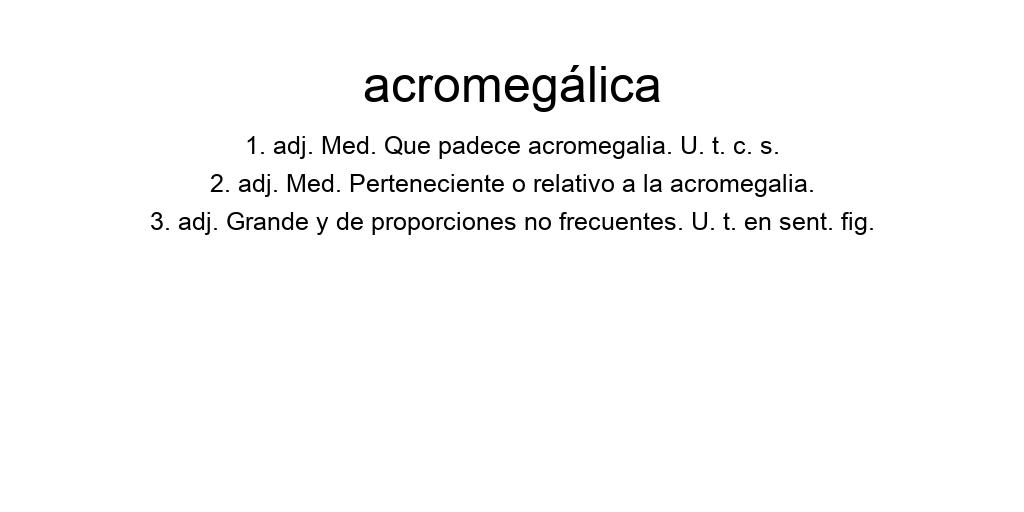 acromegálica
1. adj. Med. Que padece acromegalia. U. t. c. s.
2. adj. Med. Perteneciente o relativo a la acromegalia.
3. adj. Grande y de proporciones no frecuentes. U. t. en sent. fig.